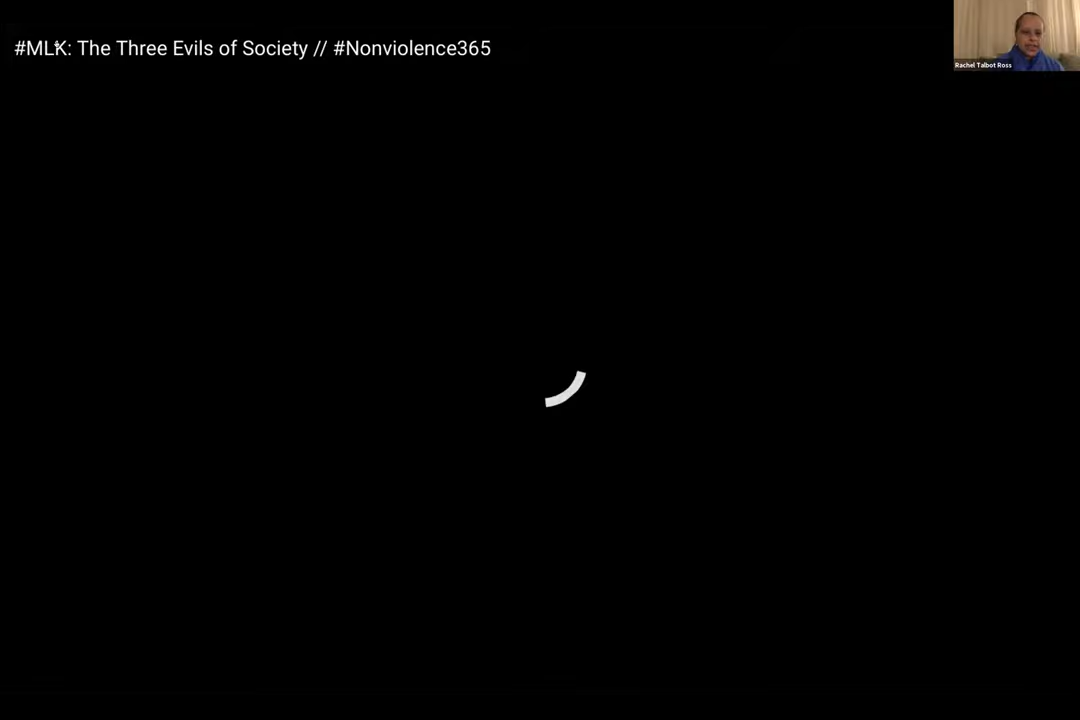 #MLK: The Three Evils of Society // #Nonviolence365
Rachel Talbot Ross